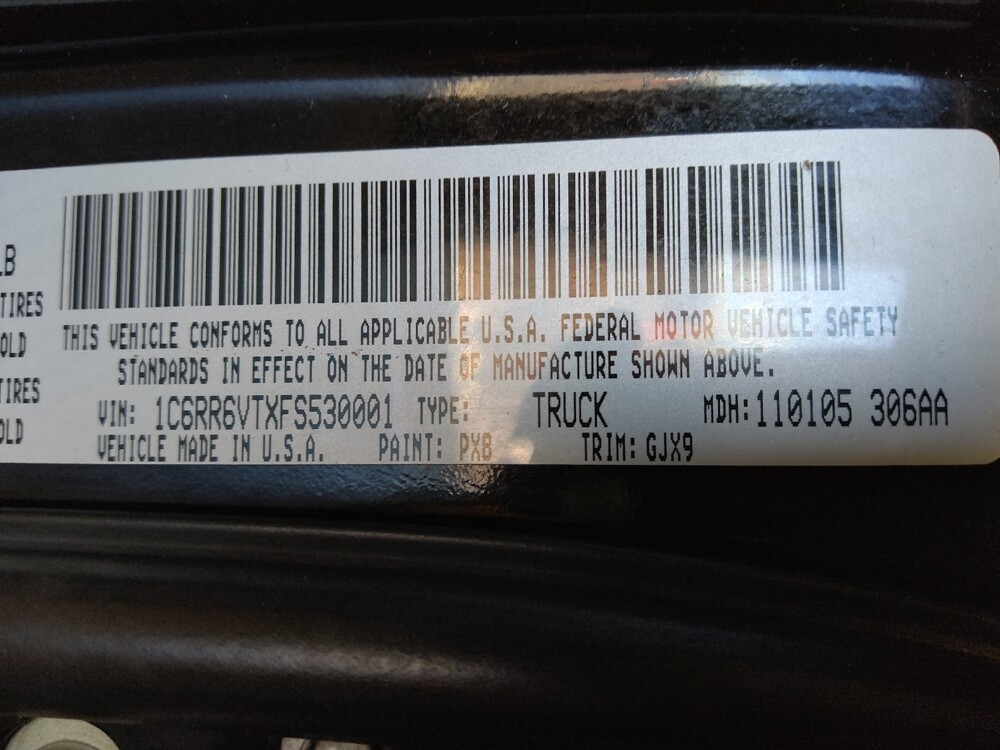 LB
TIRES
OLD
TIRES
OLD
THIS VEHICLE CONFORMS TO ALL APPLICABLE U.S.A. FEDERAL MOTOR VEHICLE SAFETY
STANDARDS IN EFFECT ON THE DATE OF MANUFACTURE SHOWN ABOVE.
VIN: 1C6RR6VTXFS530001 TYPE: TRUCK MDH:110105 306AA
VEHICLE MADE IN U.S.A. PAINT: PX8 TRIM: GJX9